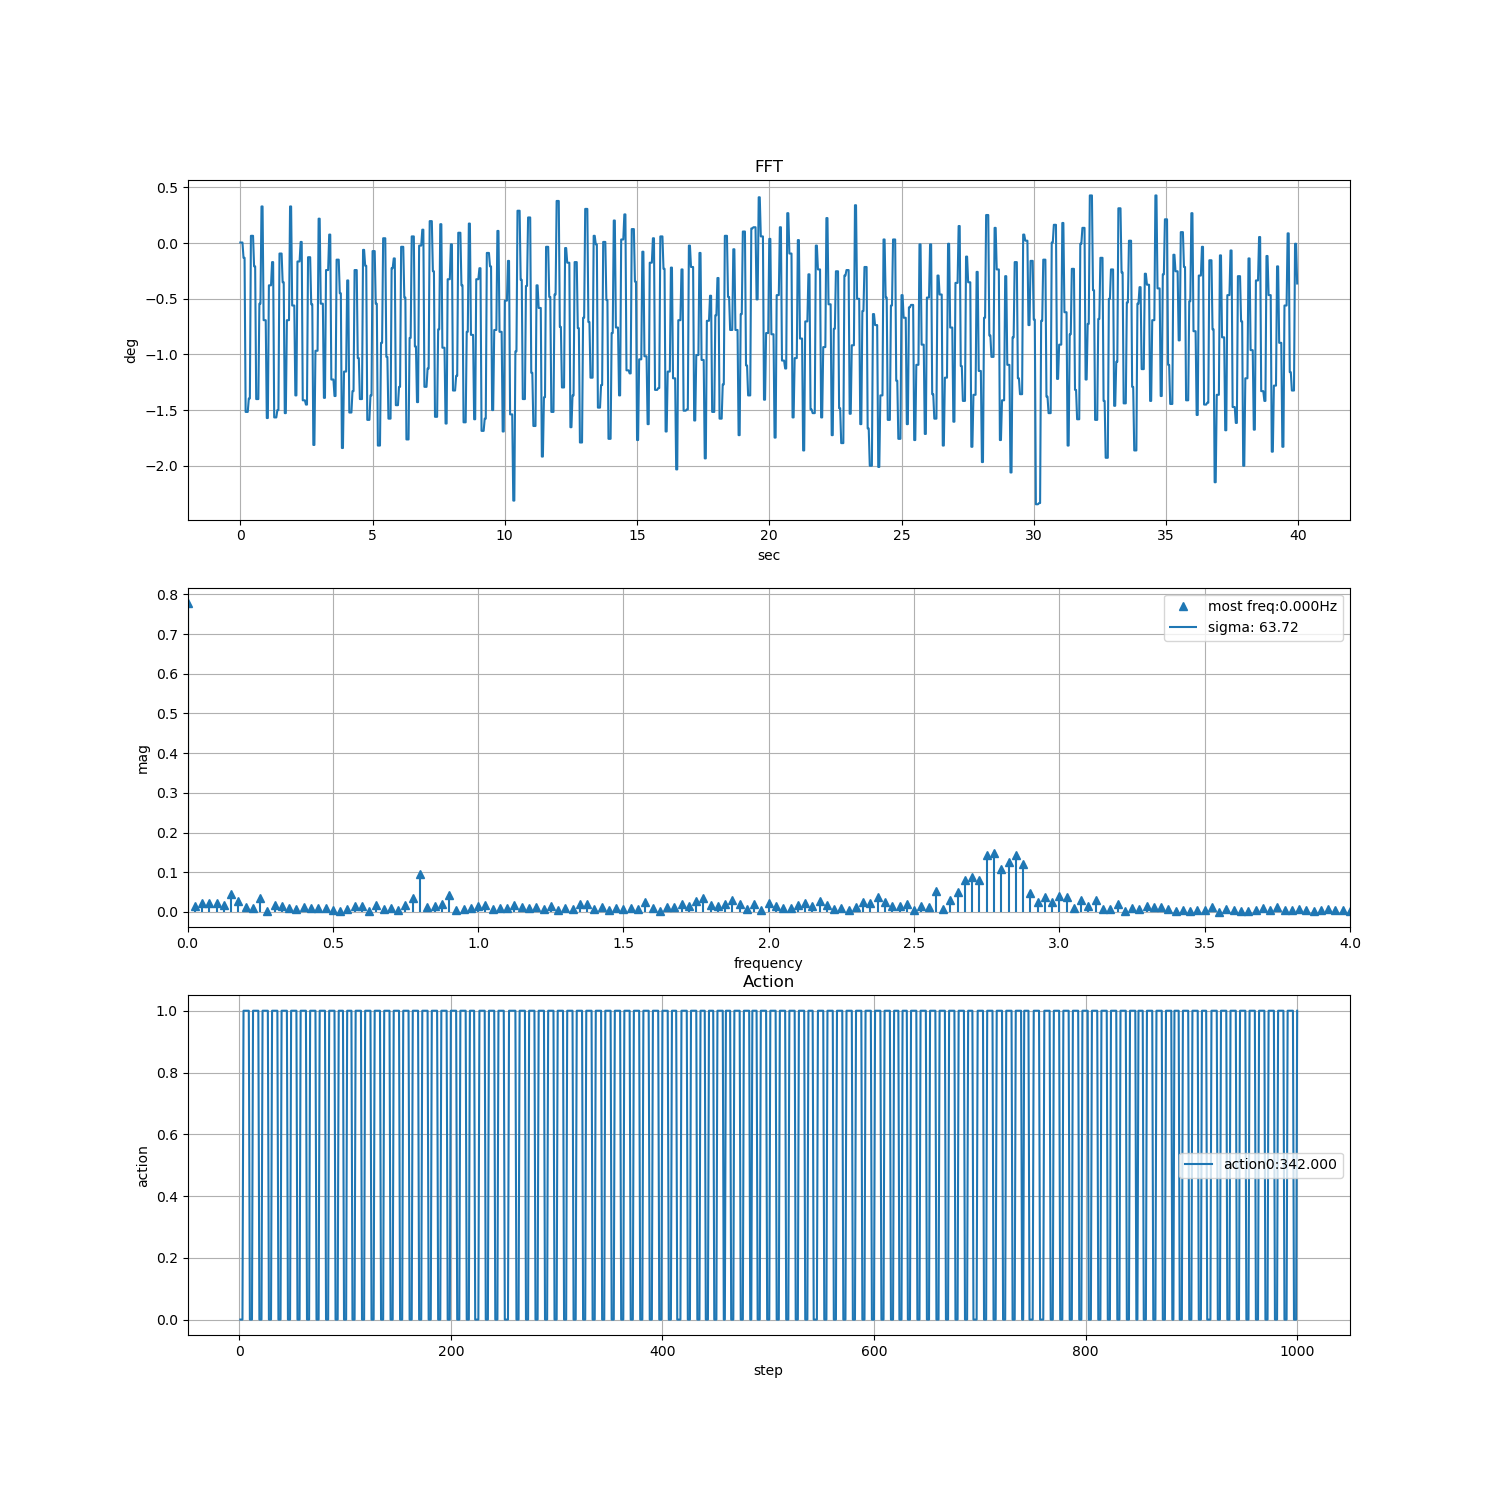 FFT
0.5
0.0
−0.5
−1.0
−1.5
−2.0
deg
0 5 10 15 20 25 30 35 40
sec
0.8
0.7
0.6
0.5
0.4
0.3
0.2
0.1
0.0
mag
most freq:0.000Hz
sigma: 63.72
0.0 0.5 1.0 1.5 2.0 2.5 3.0 3.5 4.0
frequency
Action
1.0
0.8
0.6
0.4
0.2
0.0
action
action0:342.000
0 200 400 600 800 1000
step